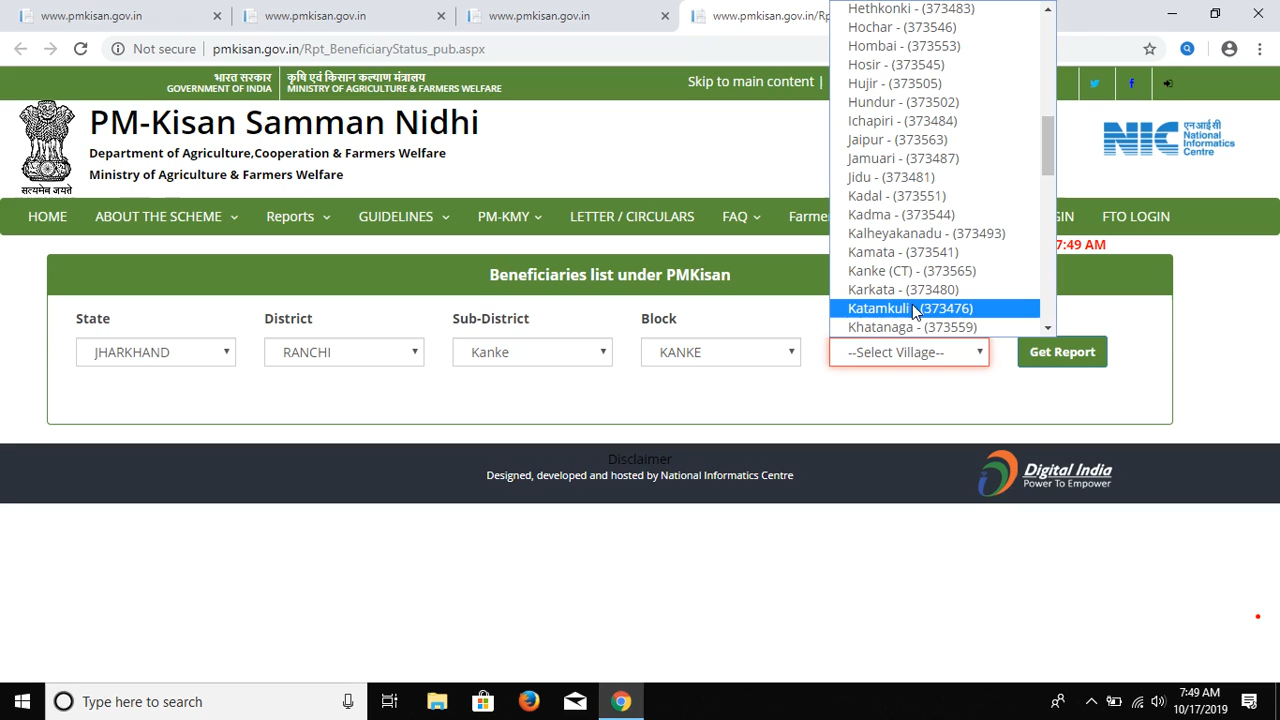 www.pmkisan.gov.in
www.pmkisan.gov.in
www.pmkisan.gov.in
www.pmkisan.gov.in/Rp
Not secure
pmkisan.gov.in/Rpt_BeneficiaryStatus_pub.aspx
भारत सरकार
GOVERNMENT OF INDIA
कृषि एवं किसान कल्याण मंत्रालय
MINISTRY OF AGRICULTURE & FARMERS WELFARE
Skip to main content |
PM-Kisan Samman Nidhi
Department of Agriculture,Cooperation & Farmers Welfare
Ministry of Agriculture & Farmers Welfare
सत्यमेव जयते
NIC
एनआईसी
National
Informatics
Centre
HOME
ABOUT THE SCHEME
Reports
GUIDELINES
PM-KMY
LETTER / CIRCULARS
FAQ
Farmer
GIN
FTO LOGIN
7:49 AM
Beneficiaries list under PMKisan
State
District
Sub-District
Block
JHARKHAND
RANCHI
Kanke
KANKE
--Select Village--
Get Report
Hethkonki - (373483)
Hochar - (373546)
Hombai - (373553)
Hosir - (373545)
Hujir - (373505)
Hundur - (373502)
Ichapiri - (373484)
Jaipur - (373563)
Jamuari - (373487)
Jidu - (373481)
Kadal - (373551)
Kadma - (373544)
Kalheyakanadu - (373493)
Kamata - (373541)
Kanke (CT) - (373565)
Karkata - (373480)
Katamkuli - (373476)
Khatanaga - (373559)
Disclaimer
Designed, developed and hosted by National Informatics Centre
Digital India
Power To Empower
Type here to search
7:49 AM
10/17/2019